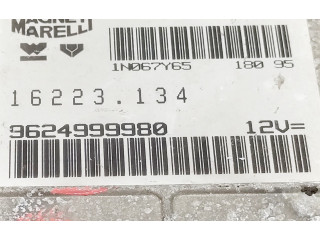 MAGNETI
MARELLI
1N067Y65 180 95
16223.134
9624999980 12V=